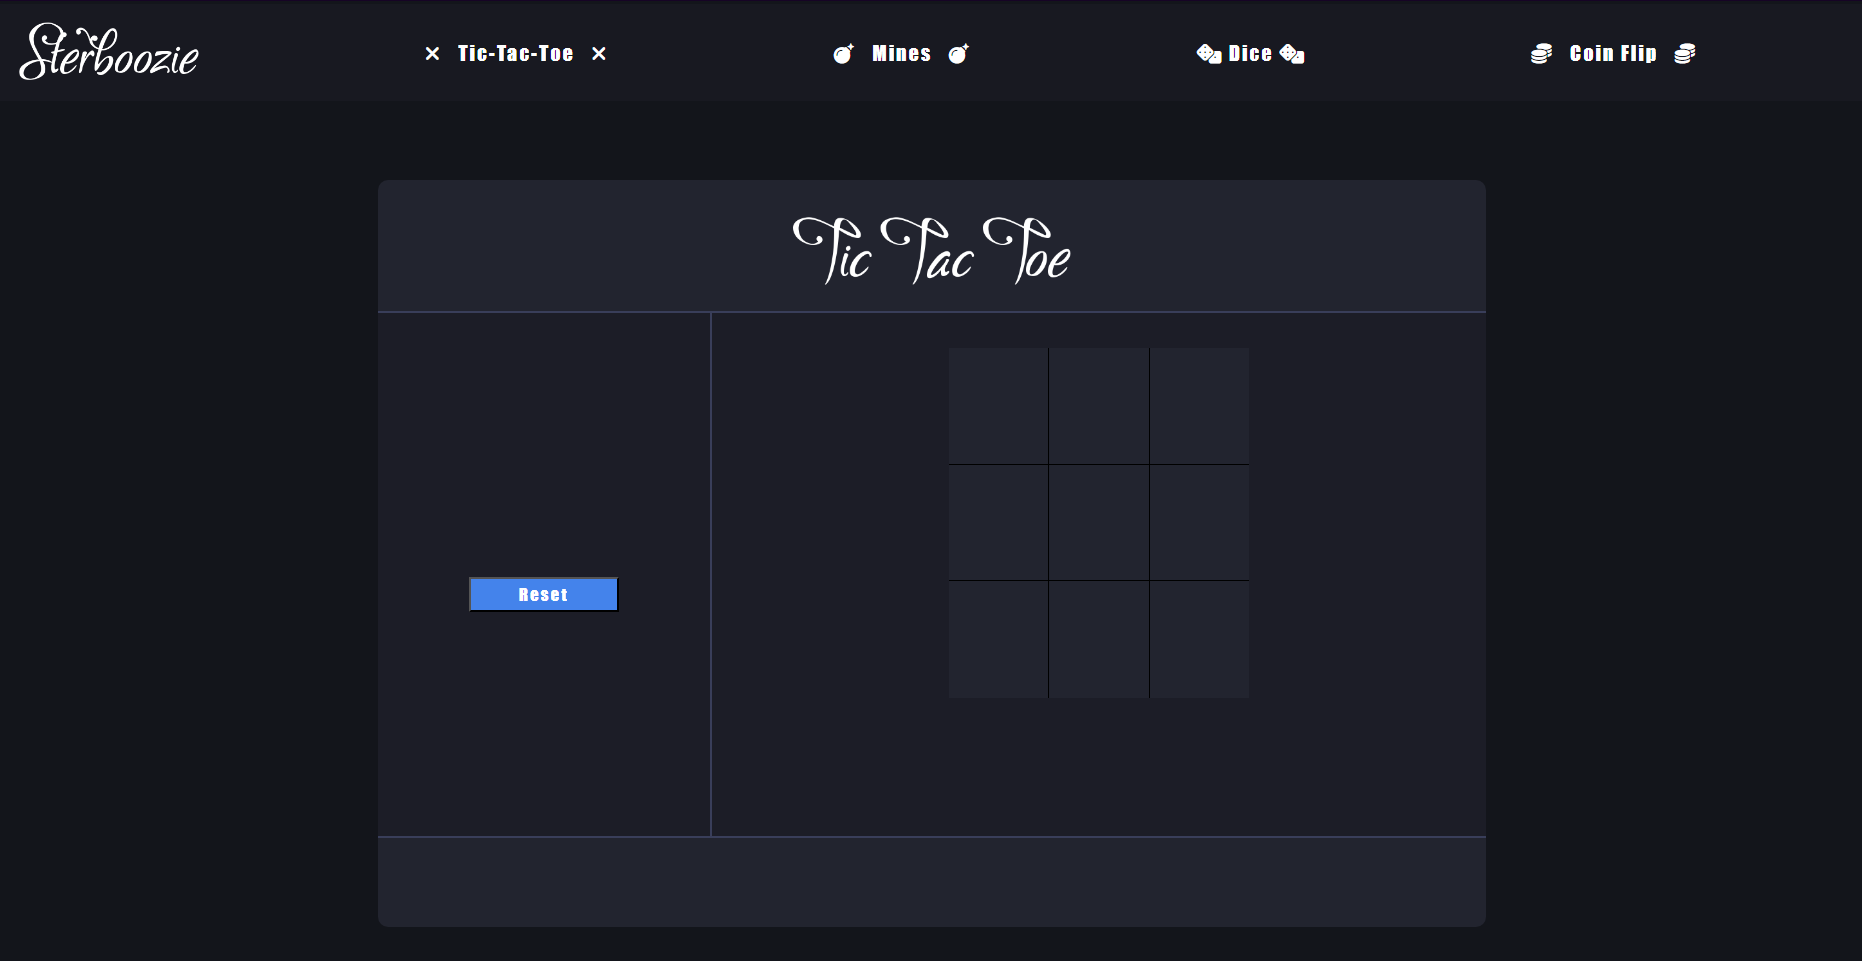 Sterboozie
Tic-Tac-Toe
Mines
Dice
Coin Flip
Tic Tac Toe
Reset